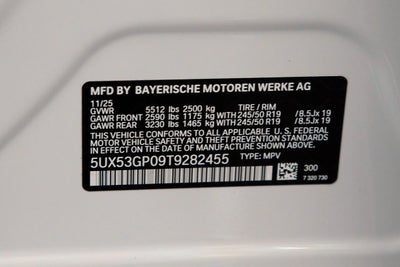 MFD BY BAYERISCHE MOTOREN WERKE AG
11/25
GVWR 5512 lbs 2500 kg TIRE / RIM
GAWR FRONT 2590 lbs 1175 kg WITH 245/50 R19 / 8.5Jx 19
GAWR REAR 3230 lbs 1465 kg WITH 245/50 R19 / 8.5Jx 19
THIS VEHICLE CONFORMS TO ALL APPLICABLE U. S. FEDERAL
MOTOR VEHICLE SAFETY, BUMPER, AND THEFT PREVENTION
STANDARDS IN EFFECT ON THE DATE OF MANUFACTURE SHOWN ABOVE.
5UX53GP09T9282455 TYPE: MPV
300
7 320 730